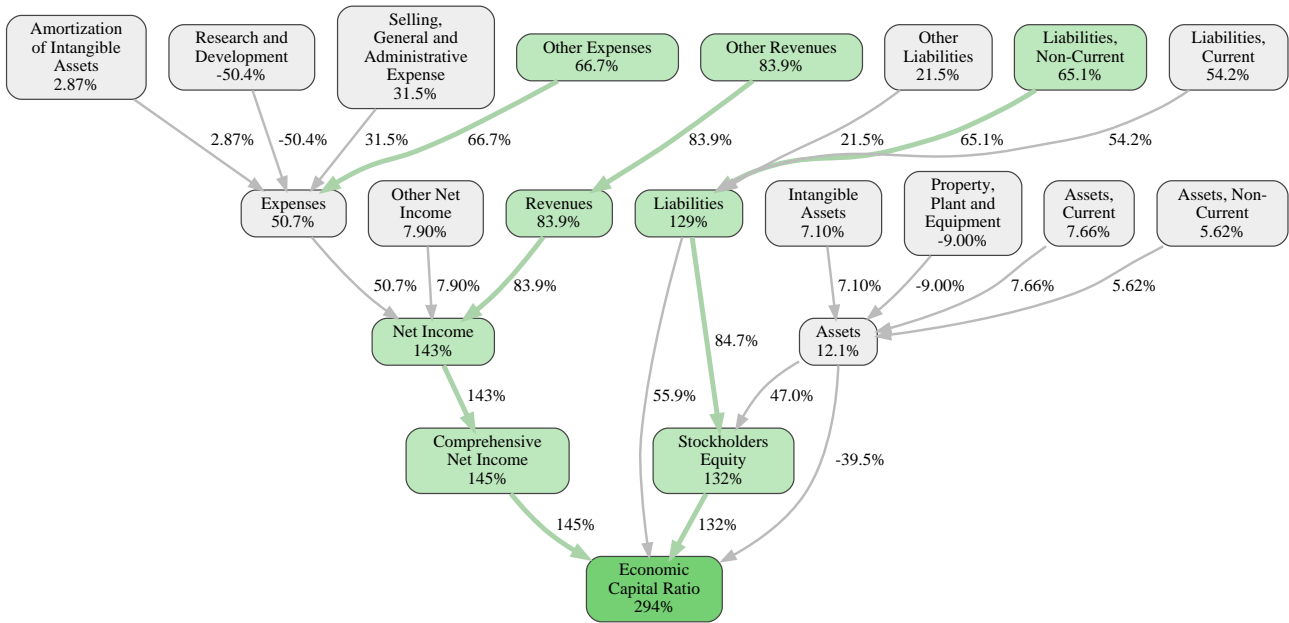 Amortization
of Intangible
Assets
2.87%
Research and
Development
-50.4%
Selling,
General and
Administrative
Expense
31.5%
Other Expenses
66.7%
Other Revenues
83.9%
Other
Liabilities
21.5%
Liabilities,
Non-Current
65.1%
Liabilities,
Current
54.2%
2.87%
-50.4%
31.5%
66.7%
83.9%
21.5%
65.1%
54.2%
Expenses
50.7%
Other Net
Income
7.90%
Revenues
83.9%
Liabilities
129%
Intangible
Assets
7.10%
Property,
Plant and
Equipment
-9.00%
Assets,
Current
7.66%
Assets, Non-
Current
5.62%
50.7%
7.90%
83.9%
7.10%
-9.00%
7.66%
5.62%
Net Income
143%
84.7%
Assets
12.1%
143%
55.9%
47.0%
Comprehensive
Net Income
145%
Stockholders
Equity
132%
-39.5%
145%
132%
Economic
Capital Ratio
294%